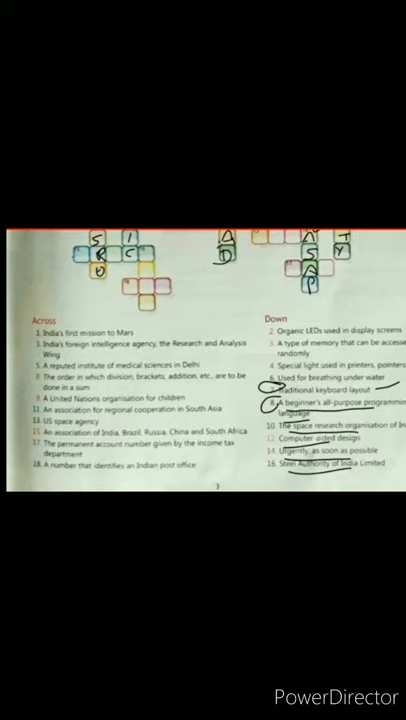 S I A A T
R C D S Y
O A
P
Across
1. India's first mission to Mars
3. India's foreign intelligence agency, the Research and Analysis
Wing
5. A reputed institute of medical sciences in Delhi
8. The order in which division, brackets, addition, etc., are to be
done in a sum
9. A United Nations organisation for children
11. An association for regional cooperation in South Asia
13. US space agency
15. An association of India, Brazil, Russia, China and South Africa
17. The permanent account number given by the income tax
department
18. A number that identifies an Indian post office
Down
2. Organic LEDs used in display screens
3. A type of memory that can be accesse
randomly
4. Special light used in printers, pointers
6. Used for breathing under water
Traditional keyboard layout
8. A beginner's all-purpose programmin
language
10. The space research organisation of In
12. Computer aided design
14. Urgently, as soon as possible
16. Steel Authority of India Limited
3
PowerDirector